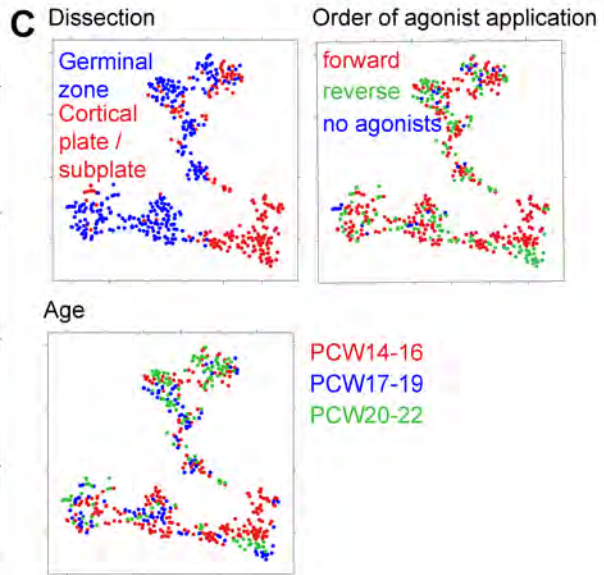 C Dissection
Order of agonist application
Germinal
zone
Cortical
plate /
subplate
forward
reverse
no agonists
Age
PCW14-16
PCW17-19
PCW20-22